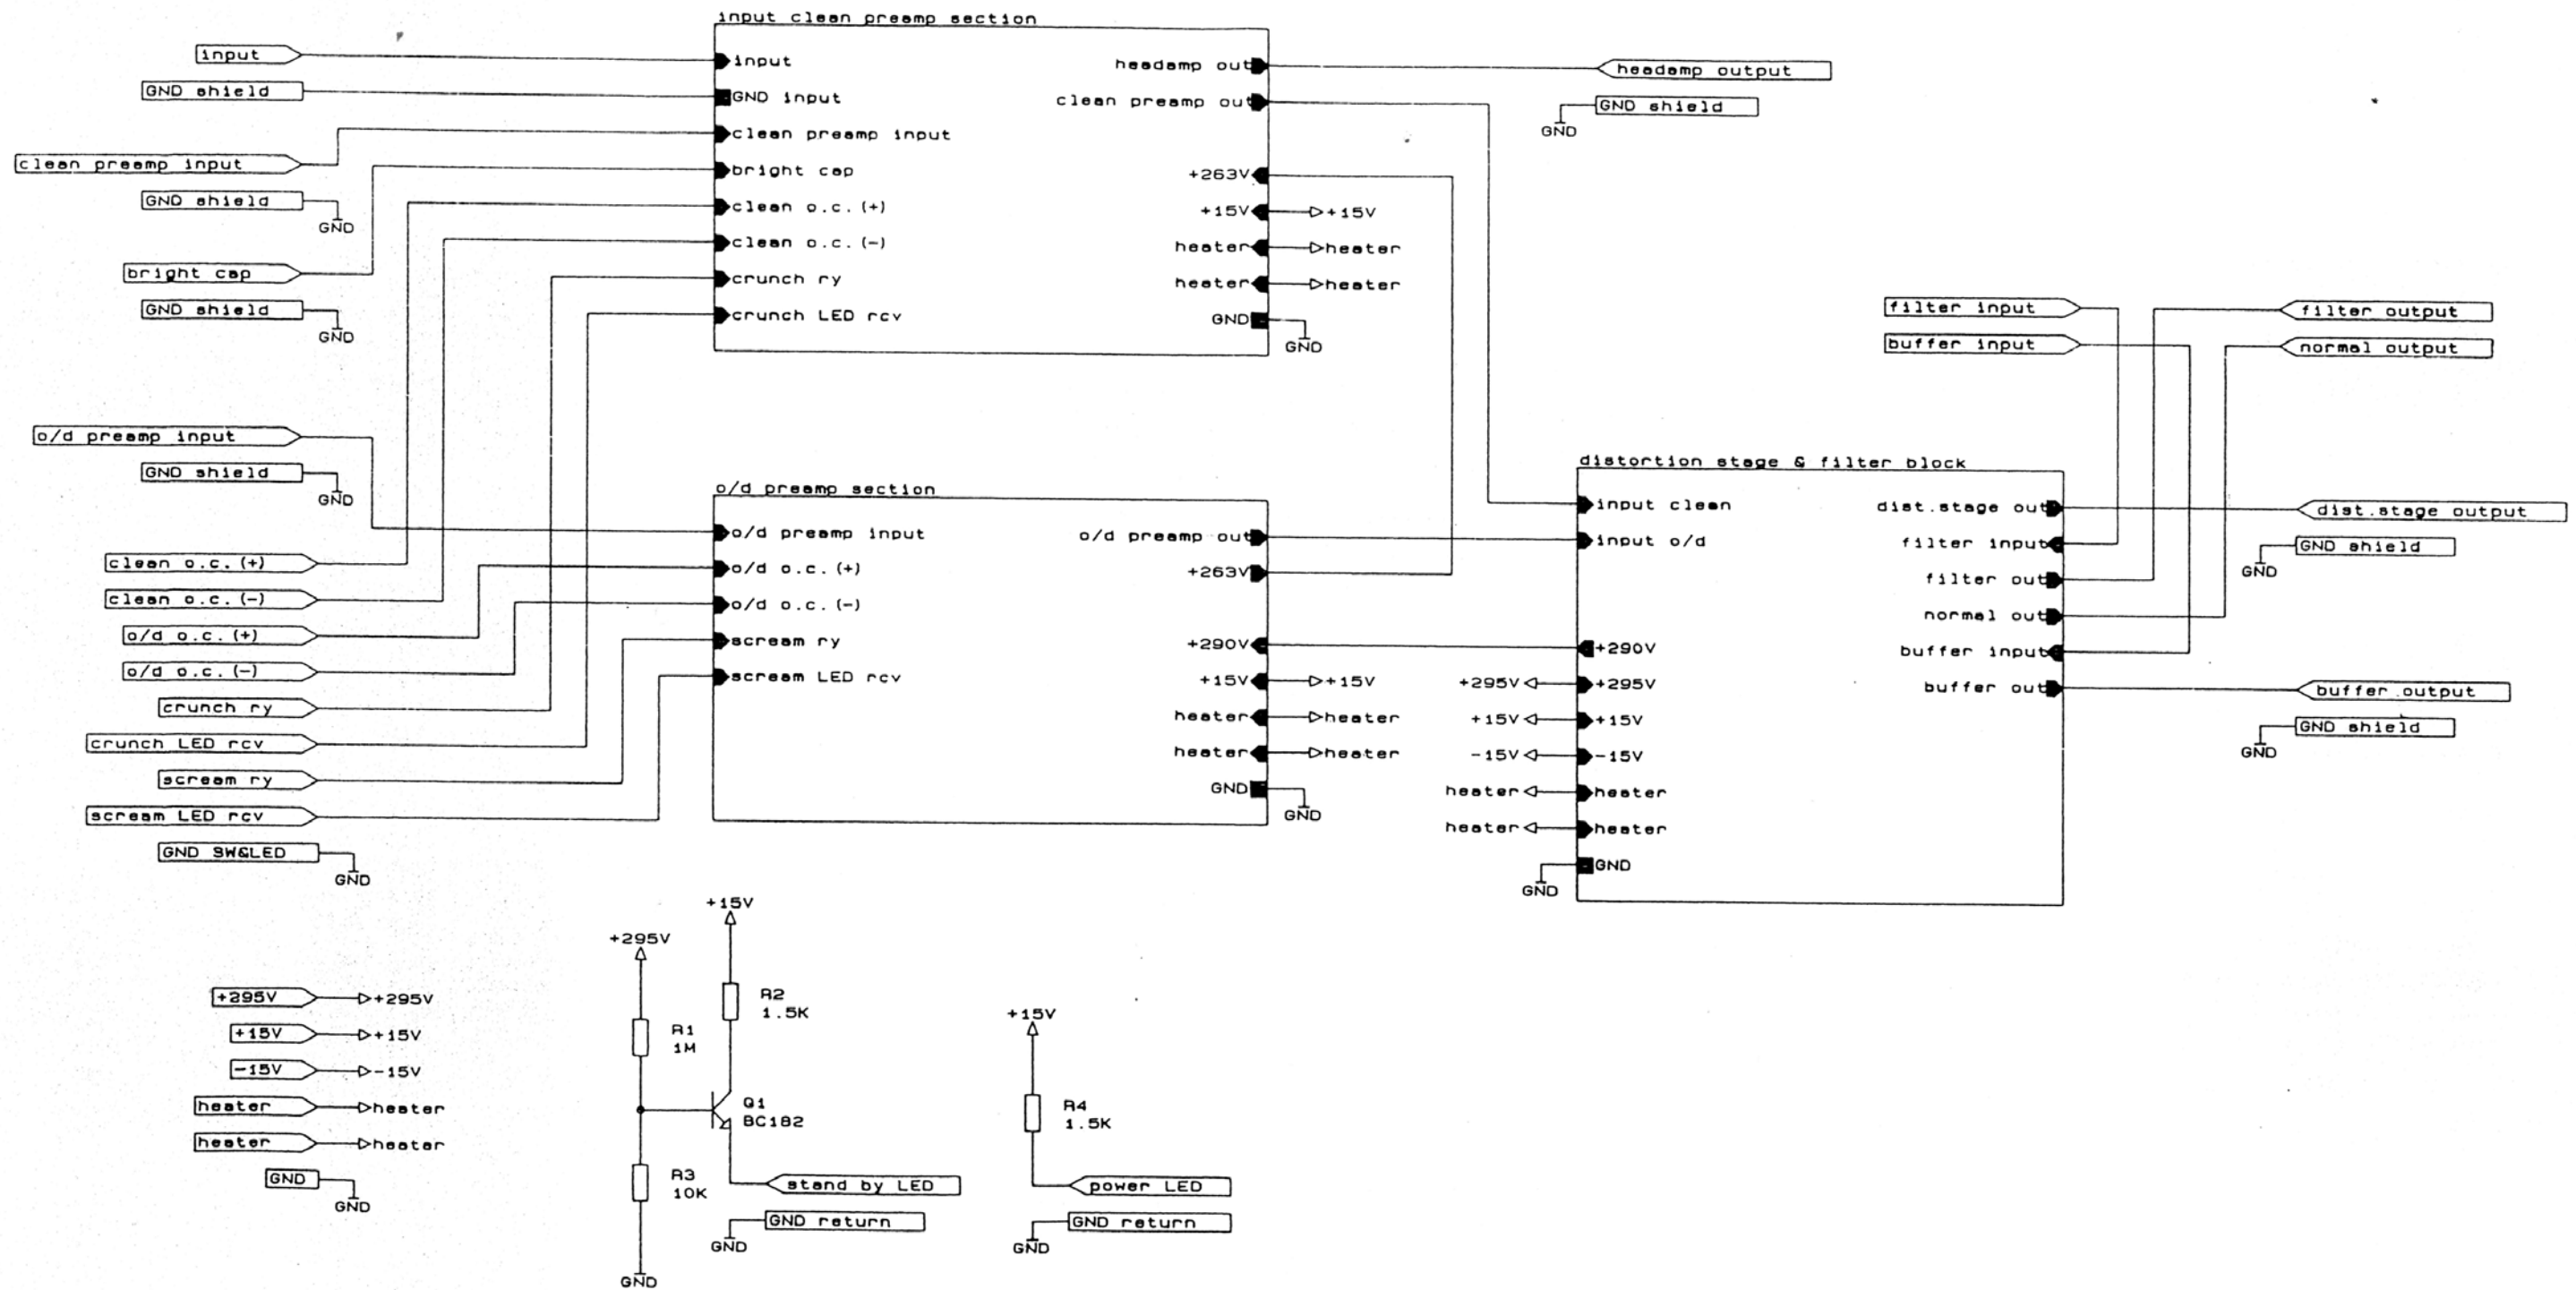 input clean preamp section
input
GND shield
clean preamp input
GND shield
GND
bright cap
GND shield
GND
input
GND input
clean preamp input
bright cap
clean o.c.(+)
clean o.c.(-)
crunch ry
crunch LED rcv
headamp out
clean preamp out
+263V
+15V
+15V
heater
heater
heater
heater
GND
GND
headamp output
GND shield
GND
filter input
buffer input
filter output
normal output
o/d preamp input
GND shield
GND
clean o.c.(+)
clean o.c.(-)
o/d o.c.(+)
o/d o.c.(-)
crunch ry
crunch LED rcv
scream ry
scream LED rcv
GND SW&LED
GND
o/d preamp section
o/d preamp input
o/d o.c.(+)
o/d o.c.(-)
scream ry
scream LED rcv
o/d preamp out
+263V
+290V
+15V
+15V
heater
heater
heater
heater
GND
GND
distortion stage & filter block
input clean
input o/d
+290V
+295V
+295V
+15V
+15V
-15V
-15V
heater
heater
heater
heater
GND
GND
dist.stage out
filter input
filter out
normal out
buffer input
buffer out
dist.stage output
GND shield
GND
buffer output
GND shield
GND
+295V
+295V
+15V
+15V
-15V
-15V
heater
heater
heater
heater
GND
GND
+15V
+295V
R2
1.5K
R1
1M
Q1
BC182
R3
10K
stand by LED
GND return
GND
GND
+15V
R4
1.5K
power LED
GND return
GND